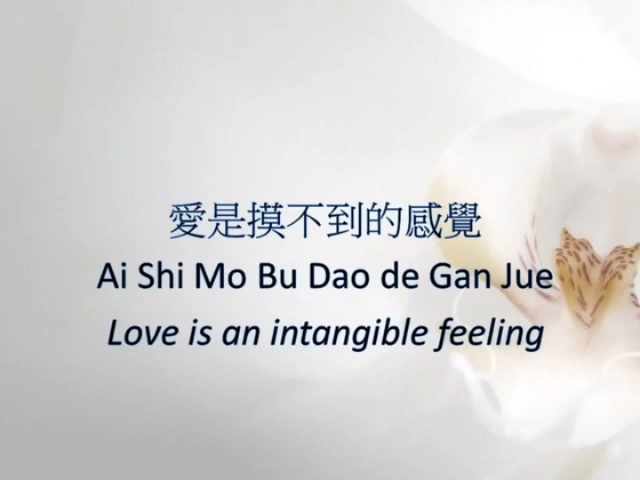 愛是摸不到的感覺
Ai Shi Mo Bu Dao de Gan Jue
Love is an intangible feeling